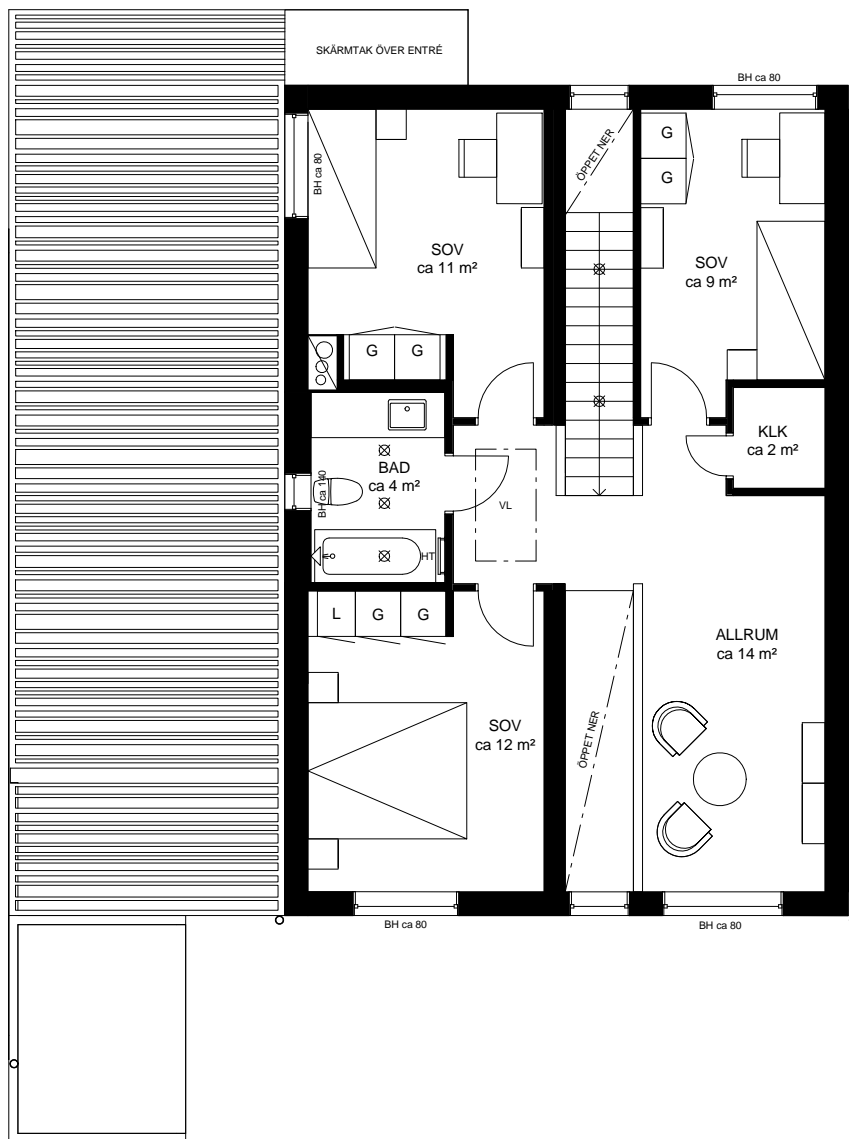 SKÄRMTAK ÖVER ENTRÉ
BH ca 80
BH ca 80
ÖPPET NER
G
G
SOV
ca 11 m²
SOV
ca 9 m²
G
G
KLK
ca 2 m²
BAD
ca 4 m²
BH ca 140
VL
HT
L
G
G
ALLRUM
ca 14 m²
SOV
ca 12 m²
ÖPPET NER
BH ca 80
BH ca 80